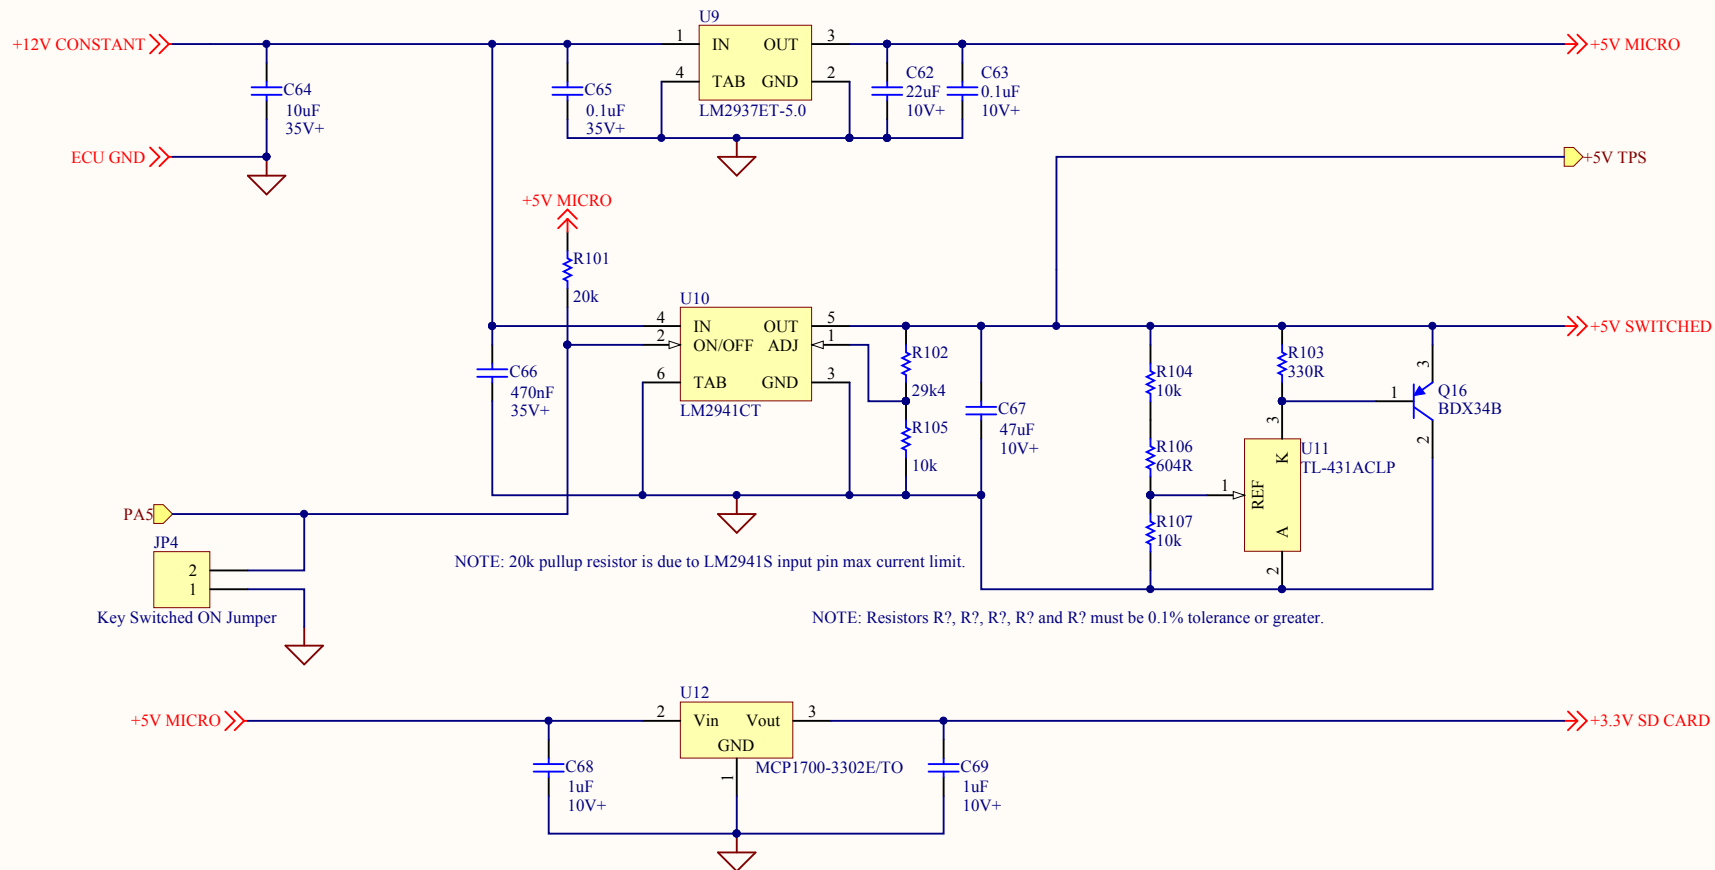 U9
+12V CONSTANT
1 IN OUT 3
+5V MICRO
4 TAB GND 2
LM2937ET-5.0
C64
10uF
35V+
C65
0.1uF
35V+
C62
22uF
10V+
C63
0.1uF
10V+
ECU GND
+5V TPS
+5V MICRO
R101
20k
U10
4 IN OUT 5
2 ON/OFF ADJ 1
6 TAB GND 3
LM2941CT
+5V SWITCHED
C66
470nF
35V+
R102
29k4
R105
10k
C67
47uF
10V+
R104
10k
R106
604R
R107
10k
R103
330R
3
K
U11
TL-431ACLP
1
REF
A
2
3
1
Q16
BDX34B
2
PA5
JP4
2
1
Key Switched ON Jumper
NOTE: 20k pullup resistor is due to LM2941S input pin max current limit.
NOTE: Resistors R?, R?, R?, R? and R? must be 0.1% tolerance or greater.
U12
+5V MICRO
2 Vin Vout 3
GND
1
MCP1700-3302E/TO
+3.3V SD CARD
C68
1uF
10V+
C69
1uF
10V+